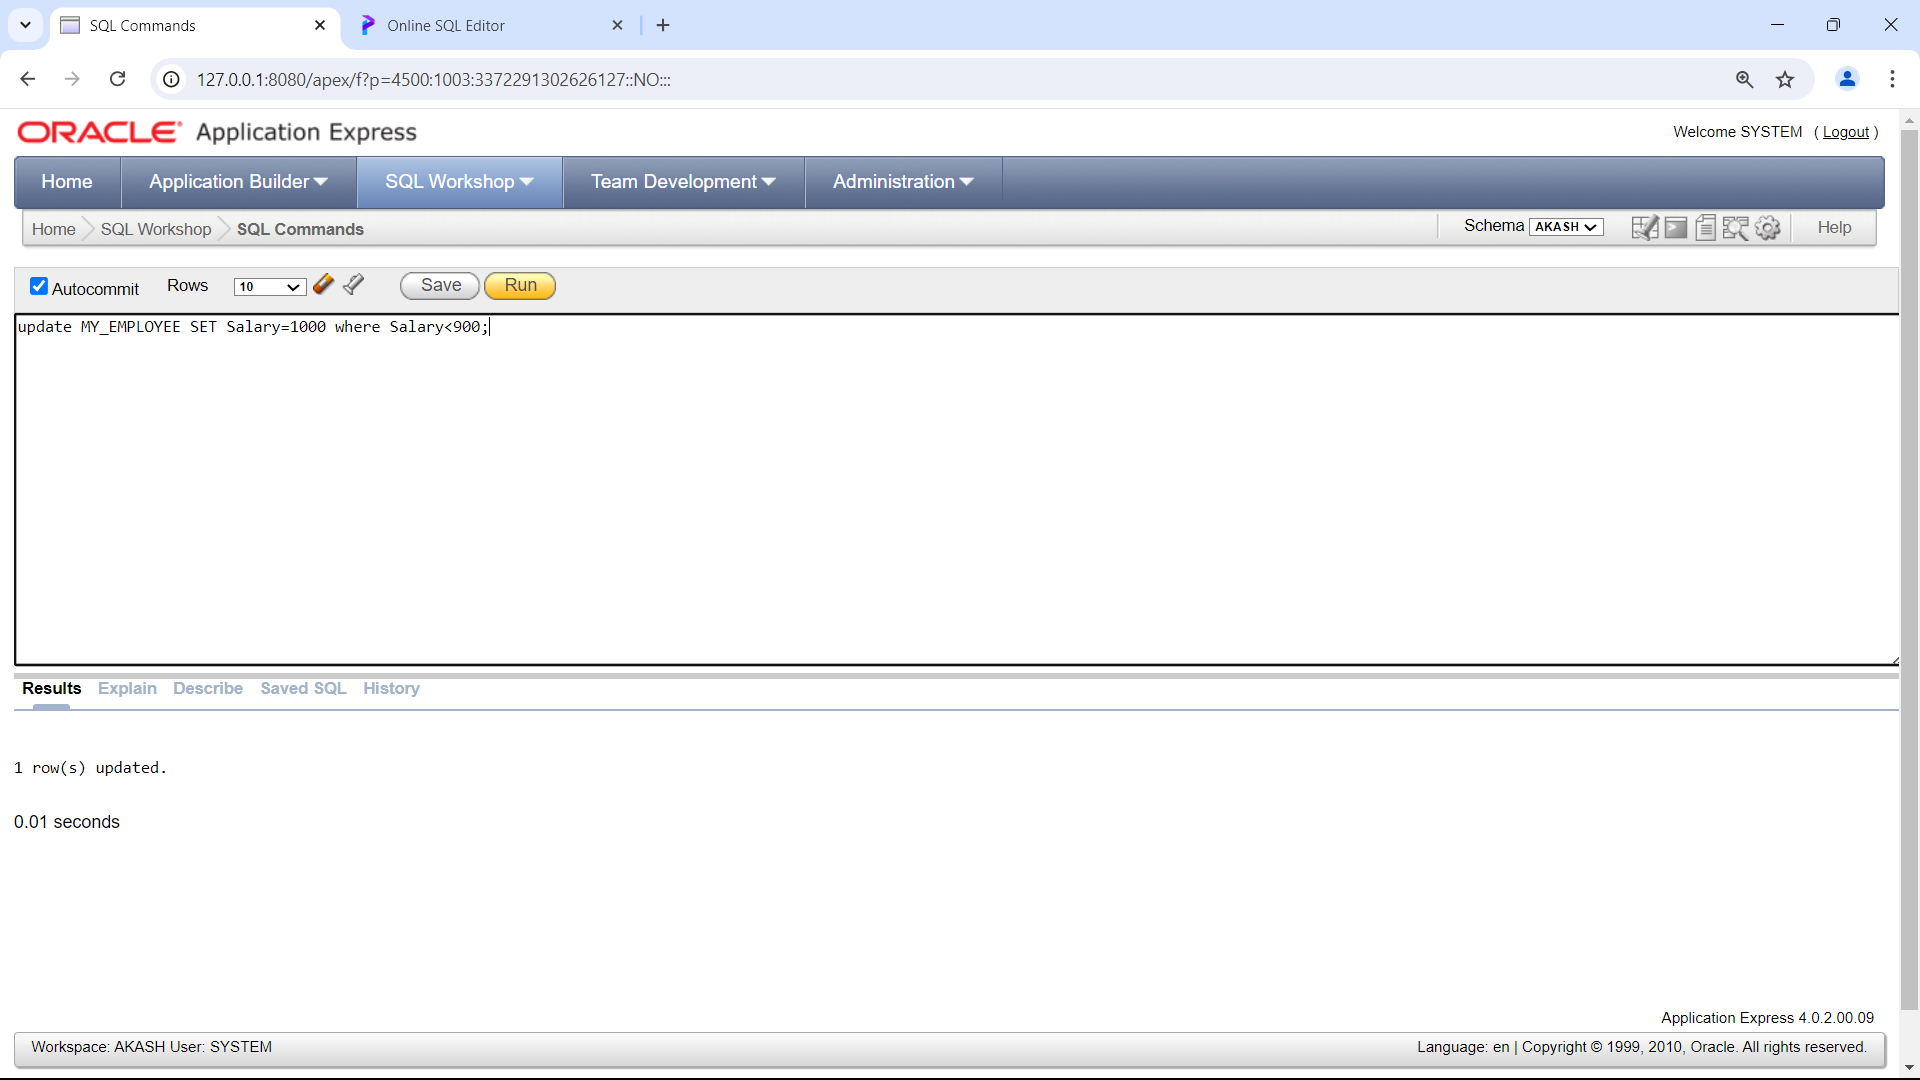 SQL Commands
Online SQL Editor
127.0.0.1:8080/apex/f?p=4500:1003:3372291302626127::NO:::
ORACLE Application Express
Welcome SYSTEM ( Logout )
Home Application Builder SQL Workshop Team Development Administration
Home SQL Workshop SQL Commands Schema AKASH Help
Autocommit Rows 10 Save Run
update MY_EMPLOYEE SET Salary=1000 where Salary<900;
Results Explain Describe Saved SQL History
1 row(s) updated.
0.01 seconds
Application Express 4.0.2.00.09
Workspace: AKASH User: SYSTEM Language: en | Copyright © 1999, 2010, Oracle. All rights reserved.